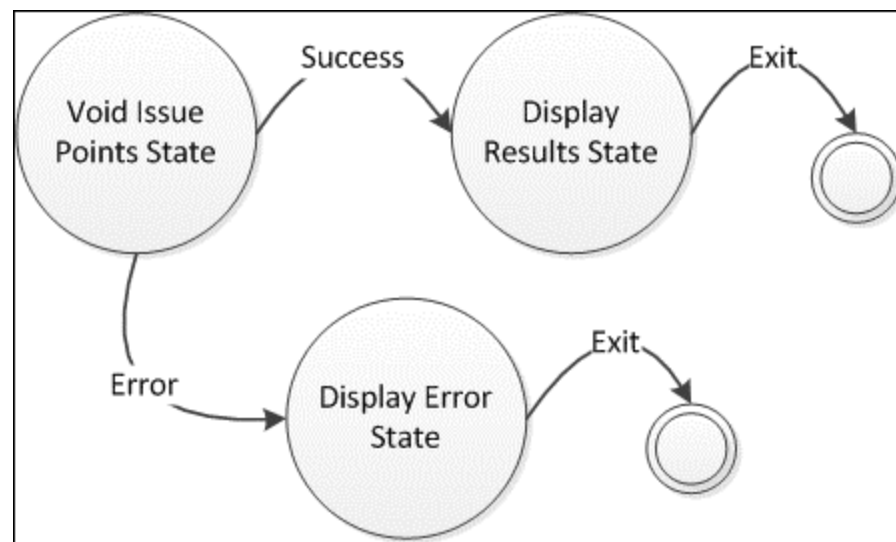 Success
Exit
Void Issue
Points State
Display
Results State
Exit
Error
Display Error
State